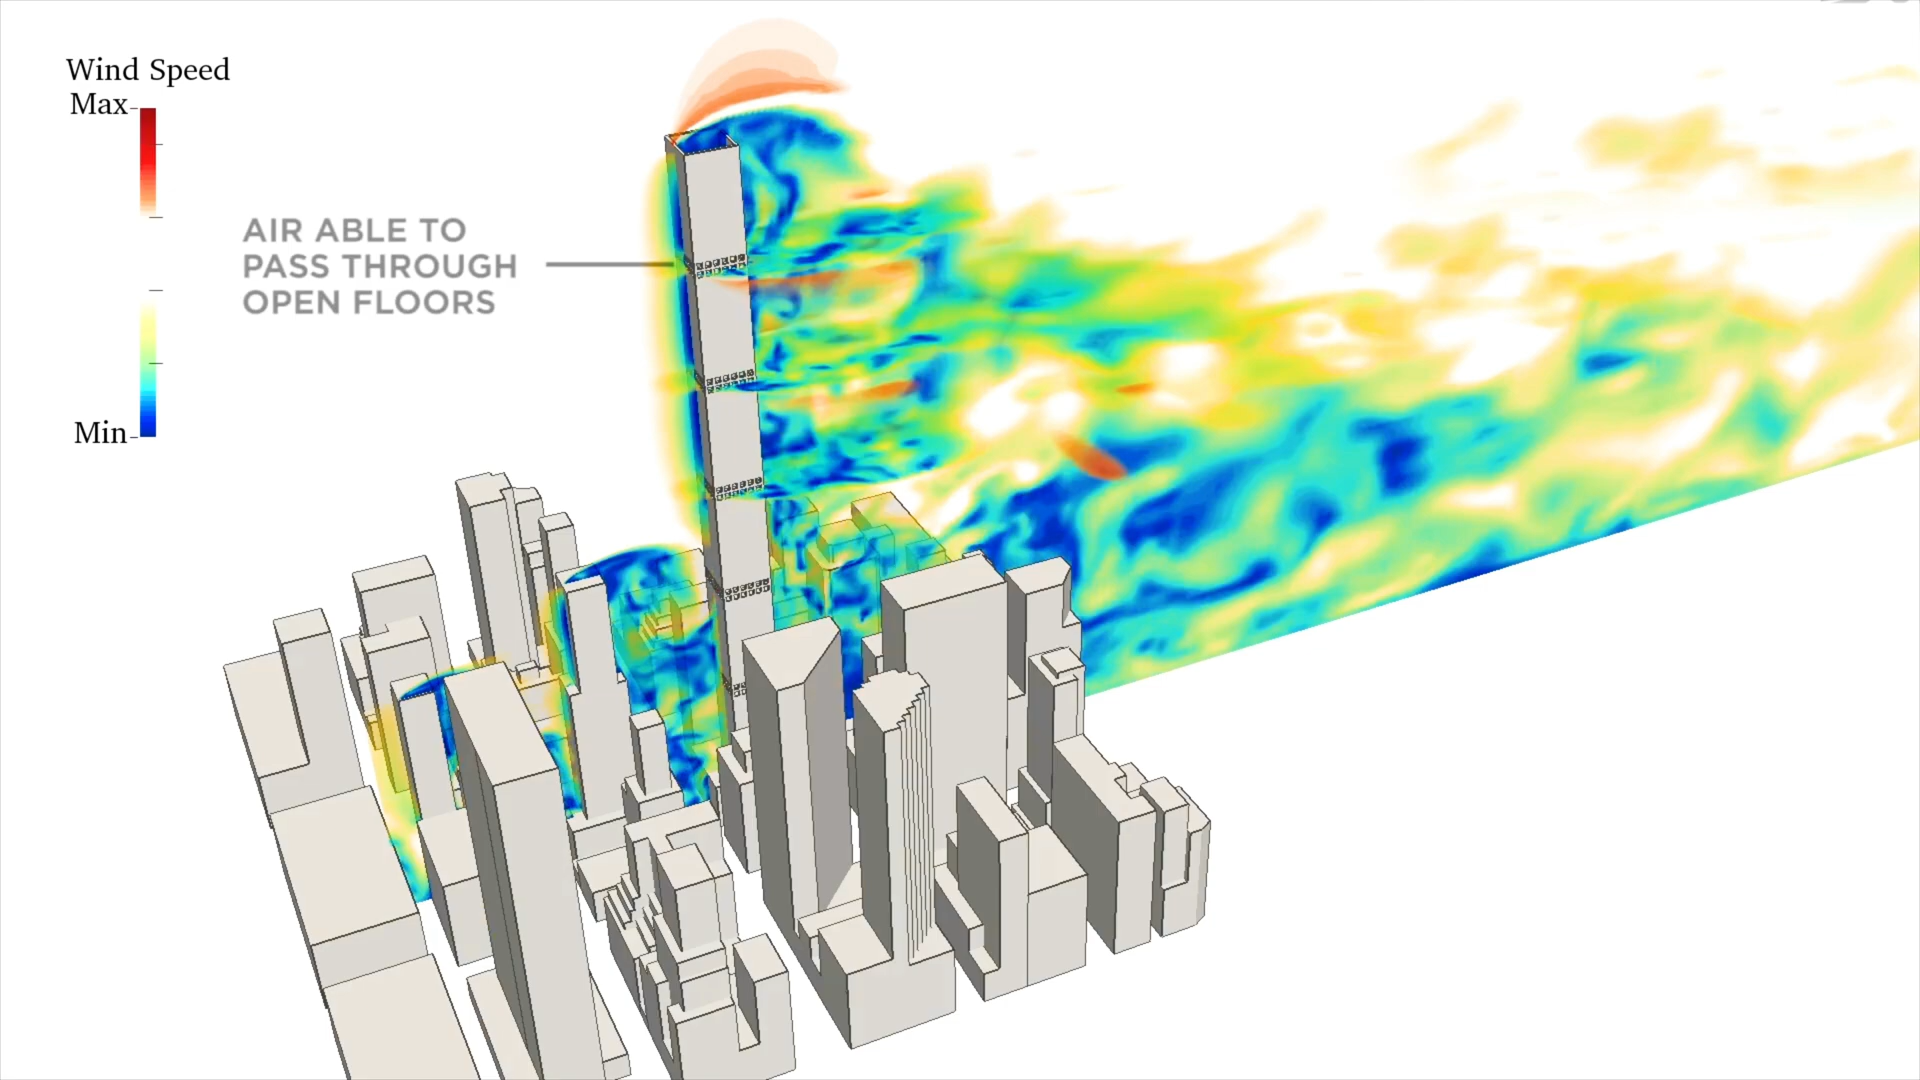 Wind Speed
Max
Min
AIR ABLE TO
PASS THROUGH
OPEN FLOORS